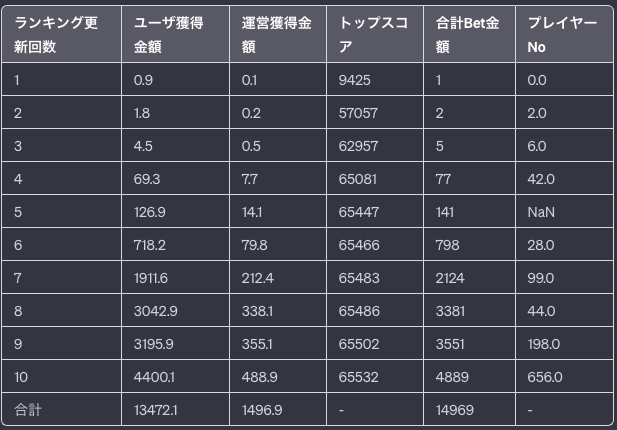 ランキング更新回数 ユーザ獲得金額 運営獲得金額 トップスコア 合計Bet金額 プレイヤーNo
1 0.9 0.1 9425 1 0.0
2 1.8 0.2 57057 2 2.0
3 4.5 0.5 62957 5 6.0
4 69.3 7.7 65081 77 42.0
5 126.9 14.1 65447 141 NaN
6 718.2 79.8 65466 798 28.0
7 1911.6 212.4 65483 2124 99.0
8 3042.9 338.1 65486 3381 44.0
9 3195.9 355.1 65502 3551 198.0
10 4400.1 488.9 65532 4889 656.0
合計 13472.1 1496.9 - 14969 -